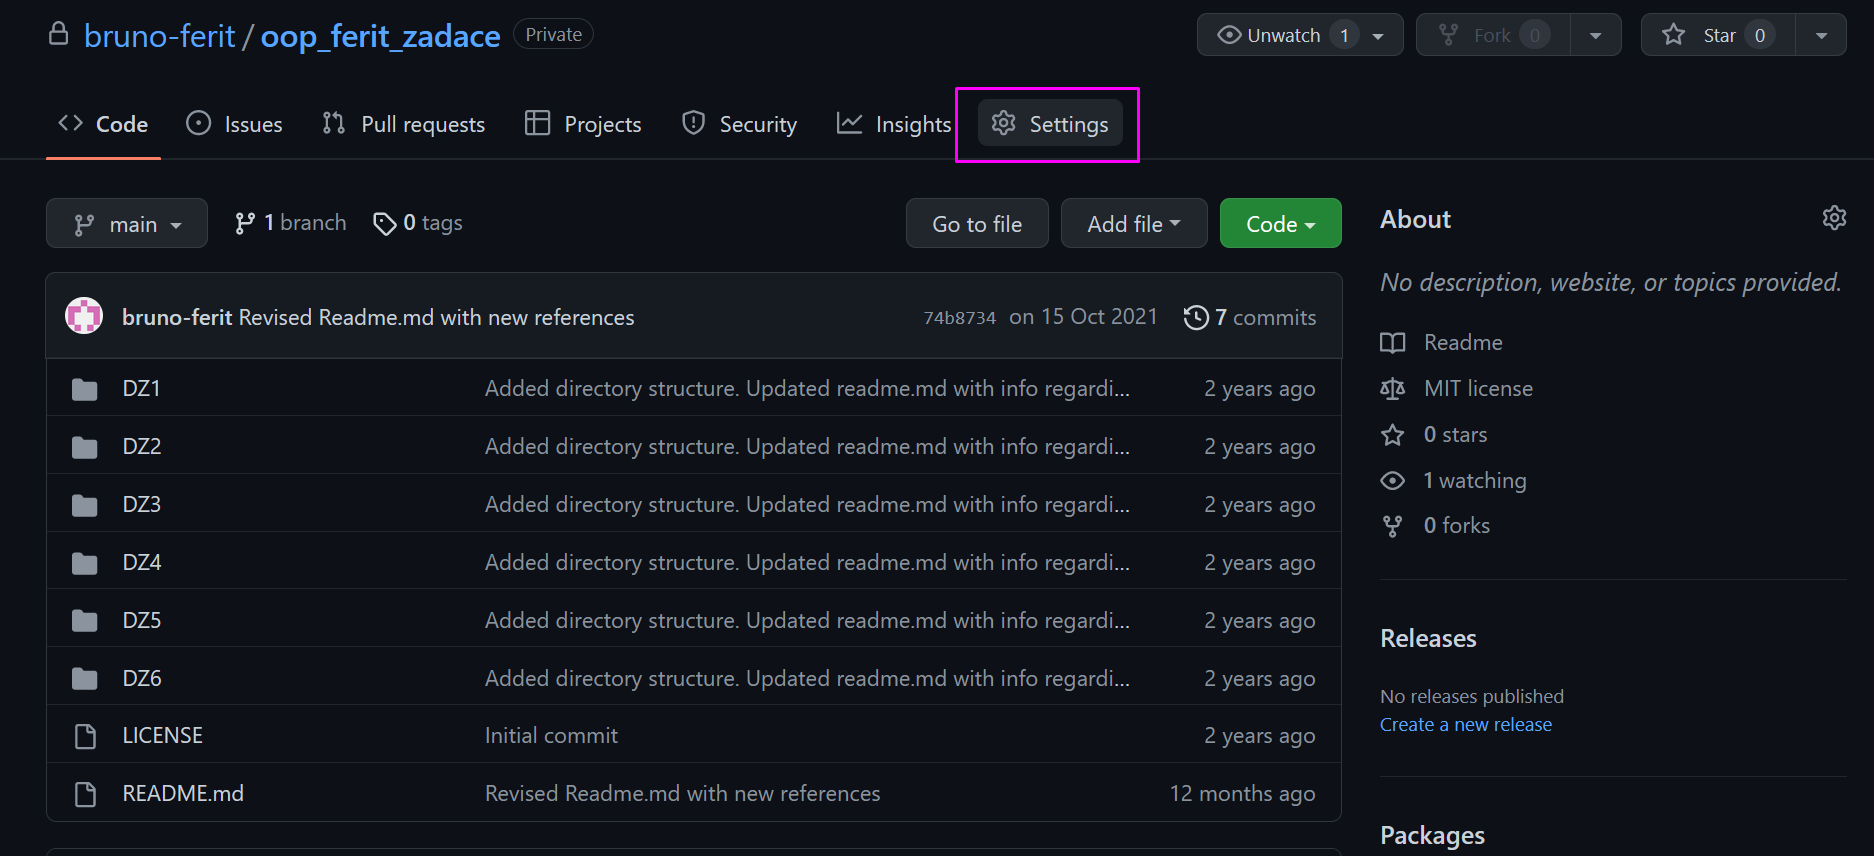 bruno-ferit / oop_ferit_zadace Private
Unwatch 1 Fork 0 Star 0
Code Issues Pull requests Projects Security Insights Settings
main 1 branch 0 tags Go to file Add file Code
bruno-ferit Revised Readme.md with new references 74b8734 on 15 Oct 2021 7 commits
DZ1 Added directory structure. Updated readme.md with info regardi... 2 years ago
DZ2 Added directory structure. Updated readme.md with info regardi... 2 years ago
DZ3 Added directory structure. Updated readme.md with info regardi... 2 years ago
DZ4 Added directory structure. Updated readme.md with info regardi... 2 years ago
DZ5 Added directory structure. Updated readme.md with info regardi... 2 years ago
DZ6 Added directory structure. Updated readme.md with info regardi... 2 years ago
LICENSE Initial commit 2 years ago
README.md Revised Readme.md with new references 12 months ago
About
No description, website, or topics provided.
Readme
MIT license
0 stars
1 watching
0 forks
Releases
No releases published
Create a new release
Packages